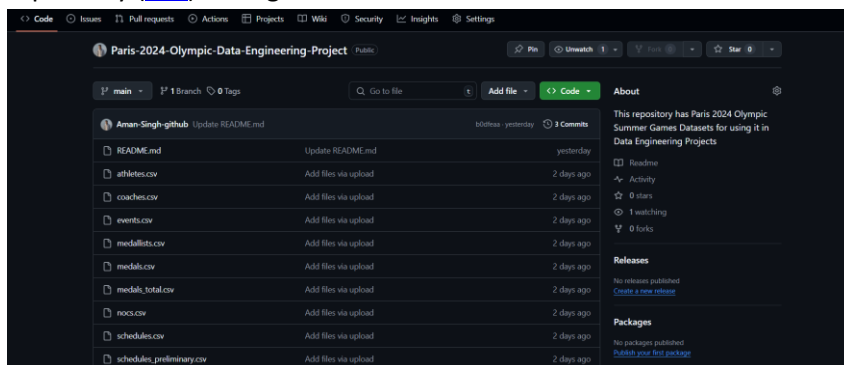 Code Issues Pull requests Actions Projects Wiki Security Insights Settings
Paris-2024-Olympic-Data-Engineering-Project Public
Pin Unwatch 1 Fork 0 Star 0
main 1 Branch 0 Tags Go to file t Add file Code
Aman-Singh-github Update README.md yesterday 3 Commits
README.md Update README.md yesterday
athletes.csv Add files via upload 2 days ago
coaches.csv Add files via upload 2 days ago
events.csv Add files via upload 2 days ago
medallists.csv Add files via upload 2 days ago
medals.csv Add files via upload 2 days ago
medals_total.csv Add files via upload 2 days ago
nocs.csv Add files via upload 2 days ago
schedules.csv Add files via upload 2 days ago
schedules_preliminary.csv Add files via upload 2 days ago
About
This repository has Paris 2024 Olympic
Summer Games Datasets for using it in
Data Engineering Projects
Readme
Activity
0 stars
1 watching
0 forks
Releases
No releases published
Create a new release
Packages
No packages published
Publish your first package